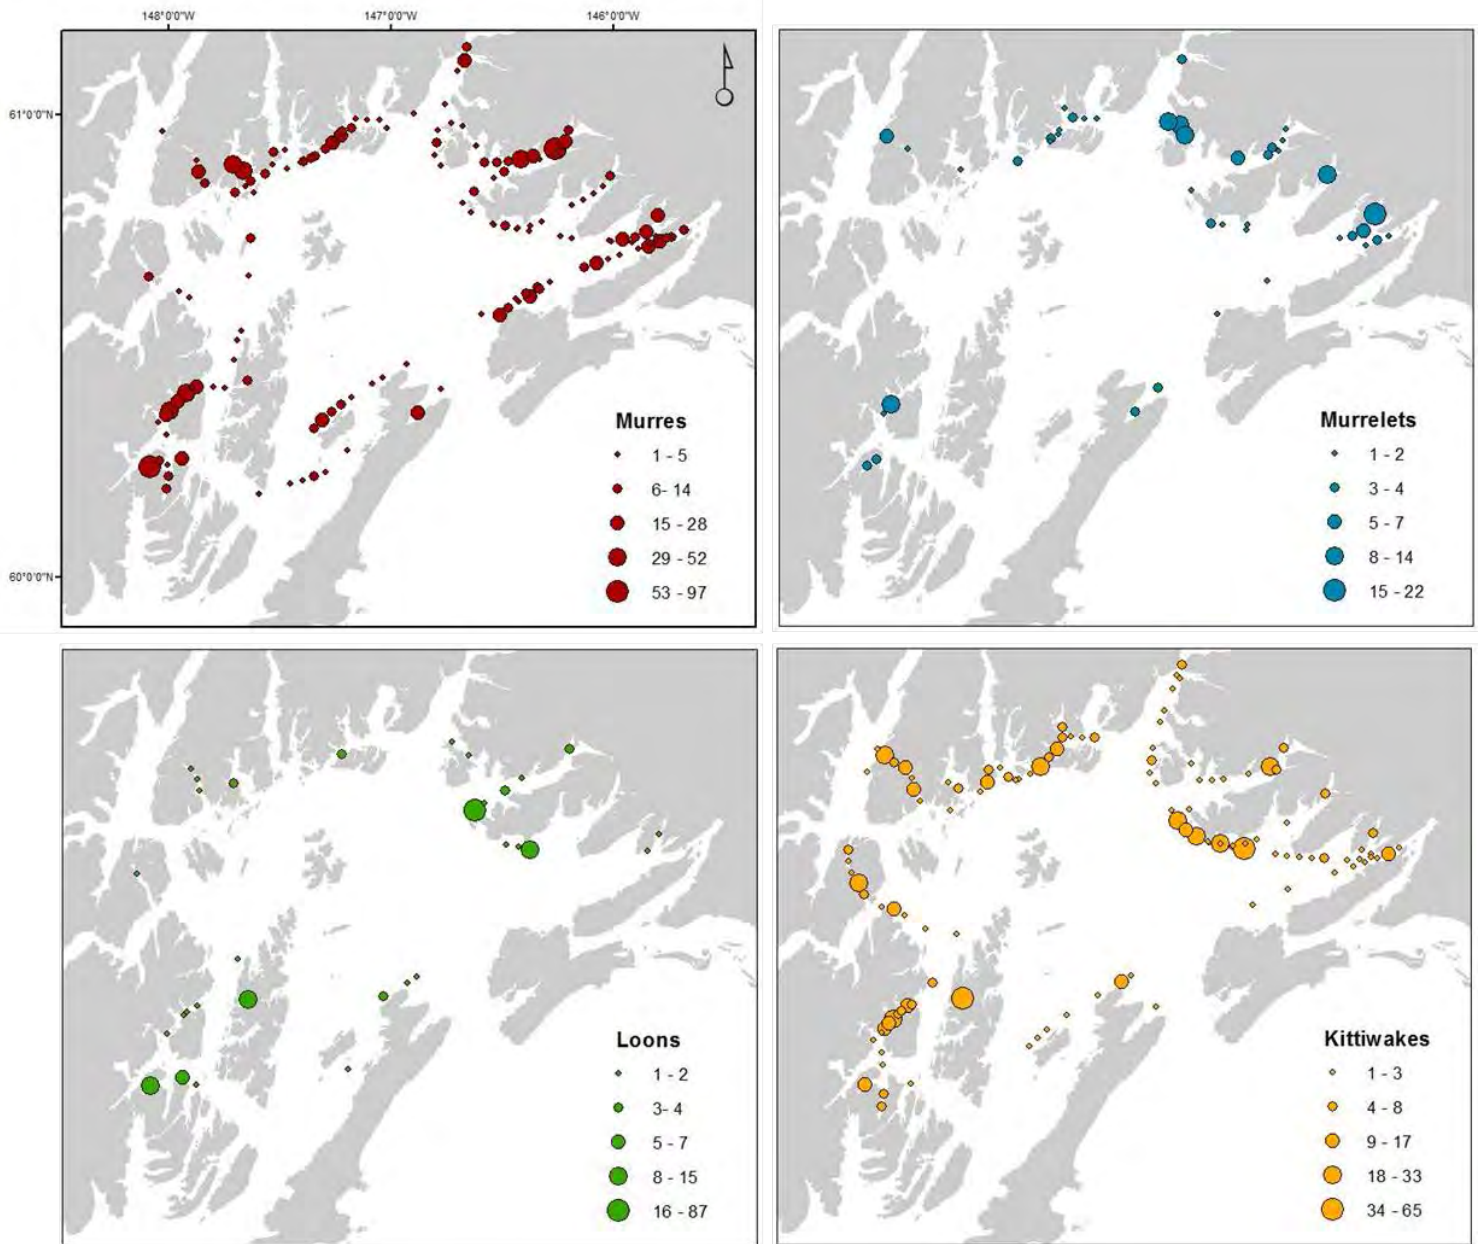 148°0'0"W 147°0'0"W 146°0'0"W
61°0'0"N
60°0'0"N
Murres
1 - 5
6- 14
15 - 28
29 - 52
53 - 97
Murrelets
1 - 2
3 - 4
5 - 7
8 - 14
15 - 22
Loons
1 - 2
3- 4
5 - 7
8 - 15
16 - 87
Kittiwakes
1 - 3
4 - 8
9 - 17
18 - 33
34 - 65